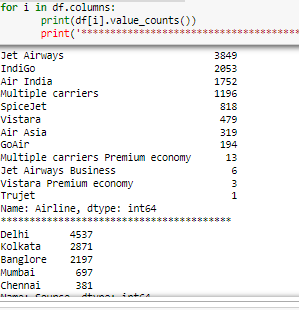 for i in df.columns:
print(df[i].value_counts())
print('************************************
Jet Airways 3849
IndiGo 2053
Air India 1752
Multiple carriers 1196
SpiceJet 818
Vistara 479
Air Asia 319
GoAir 194
Multiple carriers Premium economy 13
Jet Airways Business 6
Vistara Premium economy 3
Trujet 1
Name: Airline, dtype: int64
****************************************
Delhi 4537
Kolkata 2871
Banglore 2197
Mumbai 697
Chennai 381
Name: Source, dtype: int64